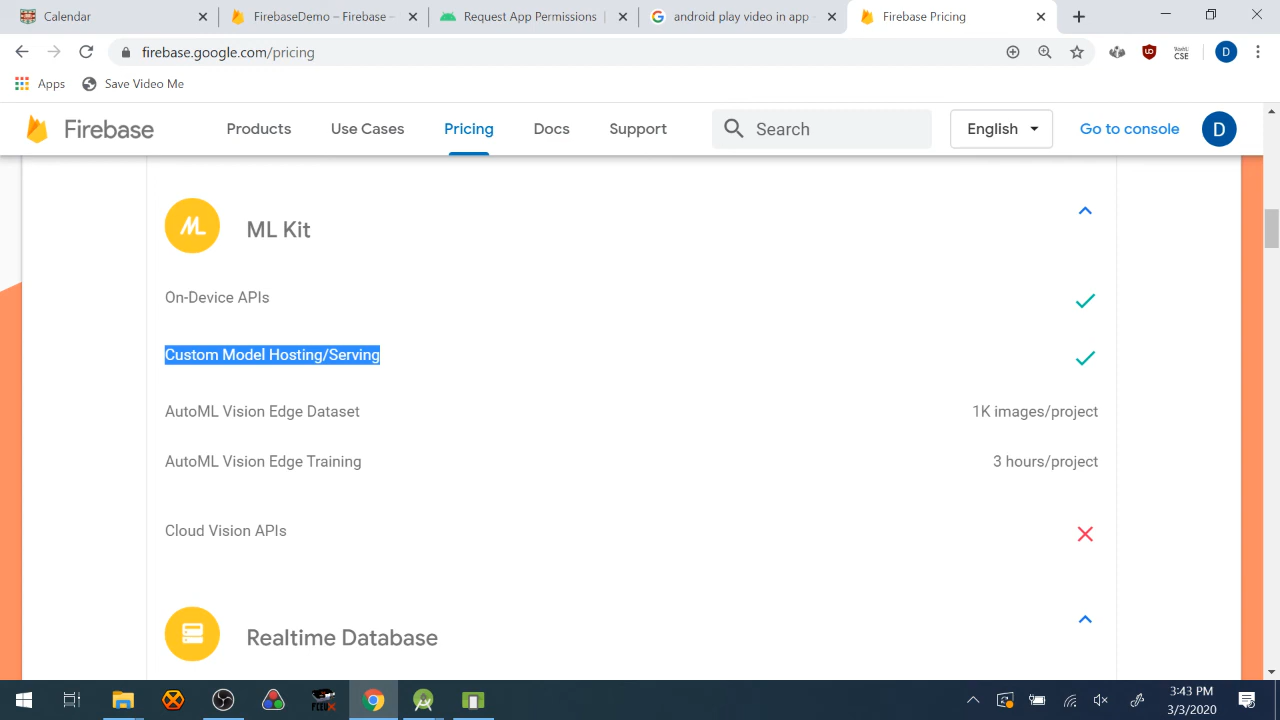 Calendar
FirebaseDemo – Firebase –
Request App Permissions
android play video in app -
Firebase Pricing
firebase.google.com/pricing
CSE
D
Apps
Save Video Me
Firebase
Products
Use Cases
Pricing
Docs
Support
Search
English
Go to console
D
ML
ML Kit
On-Device APIs
Custom Model Hosting/Serving
AutoML Vision Edge Dataset
1K images/project
AutoML Vision Edge Training
3 hours/project
Cloud Vision APIs
Realtime Database
3:43 PM
3/3/2020